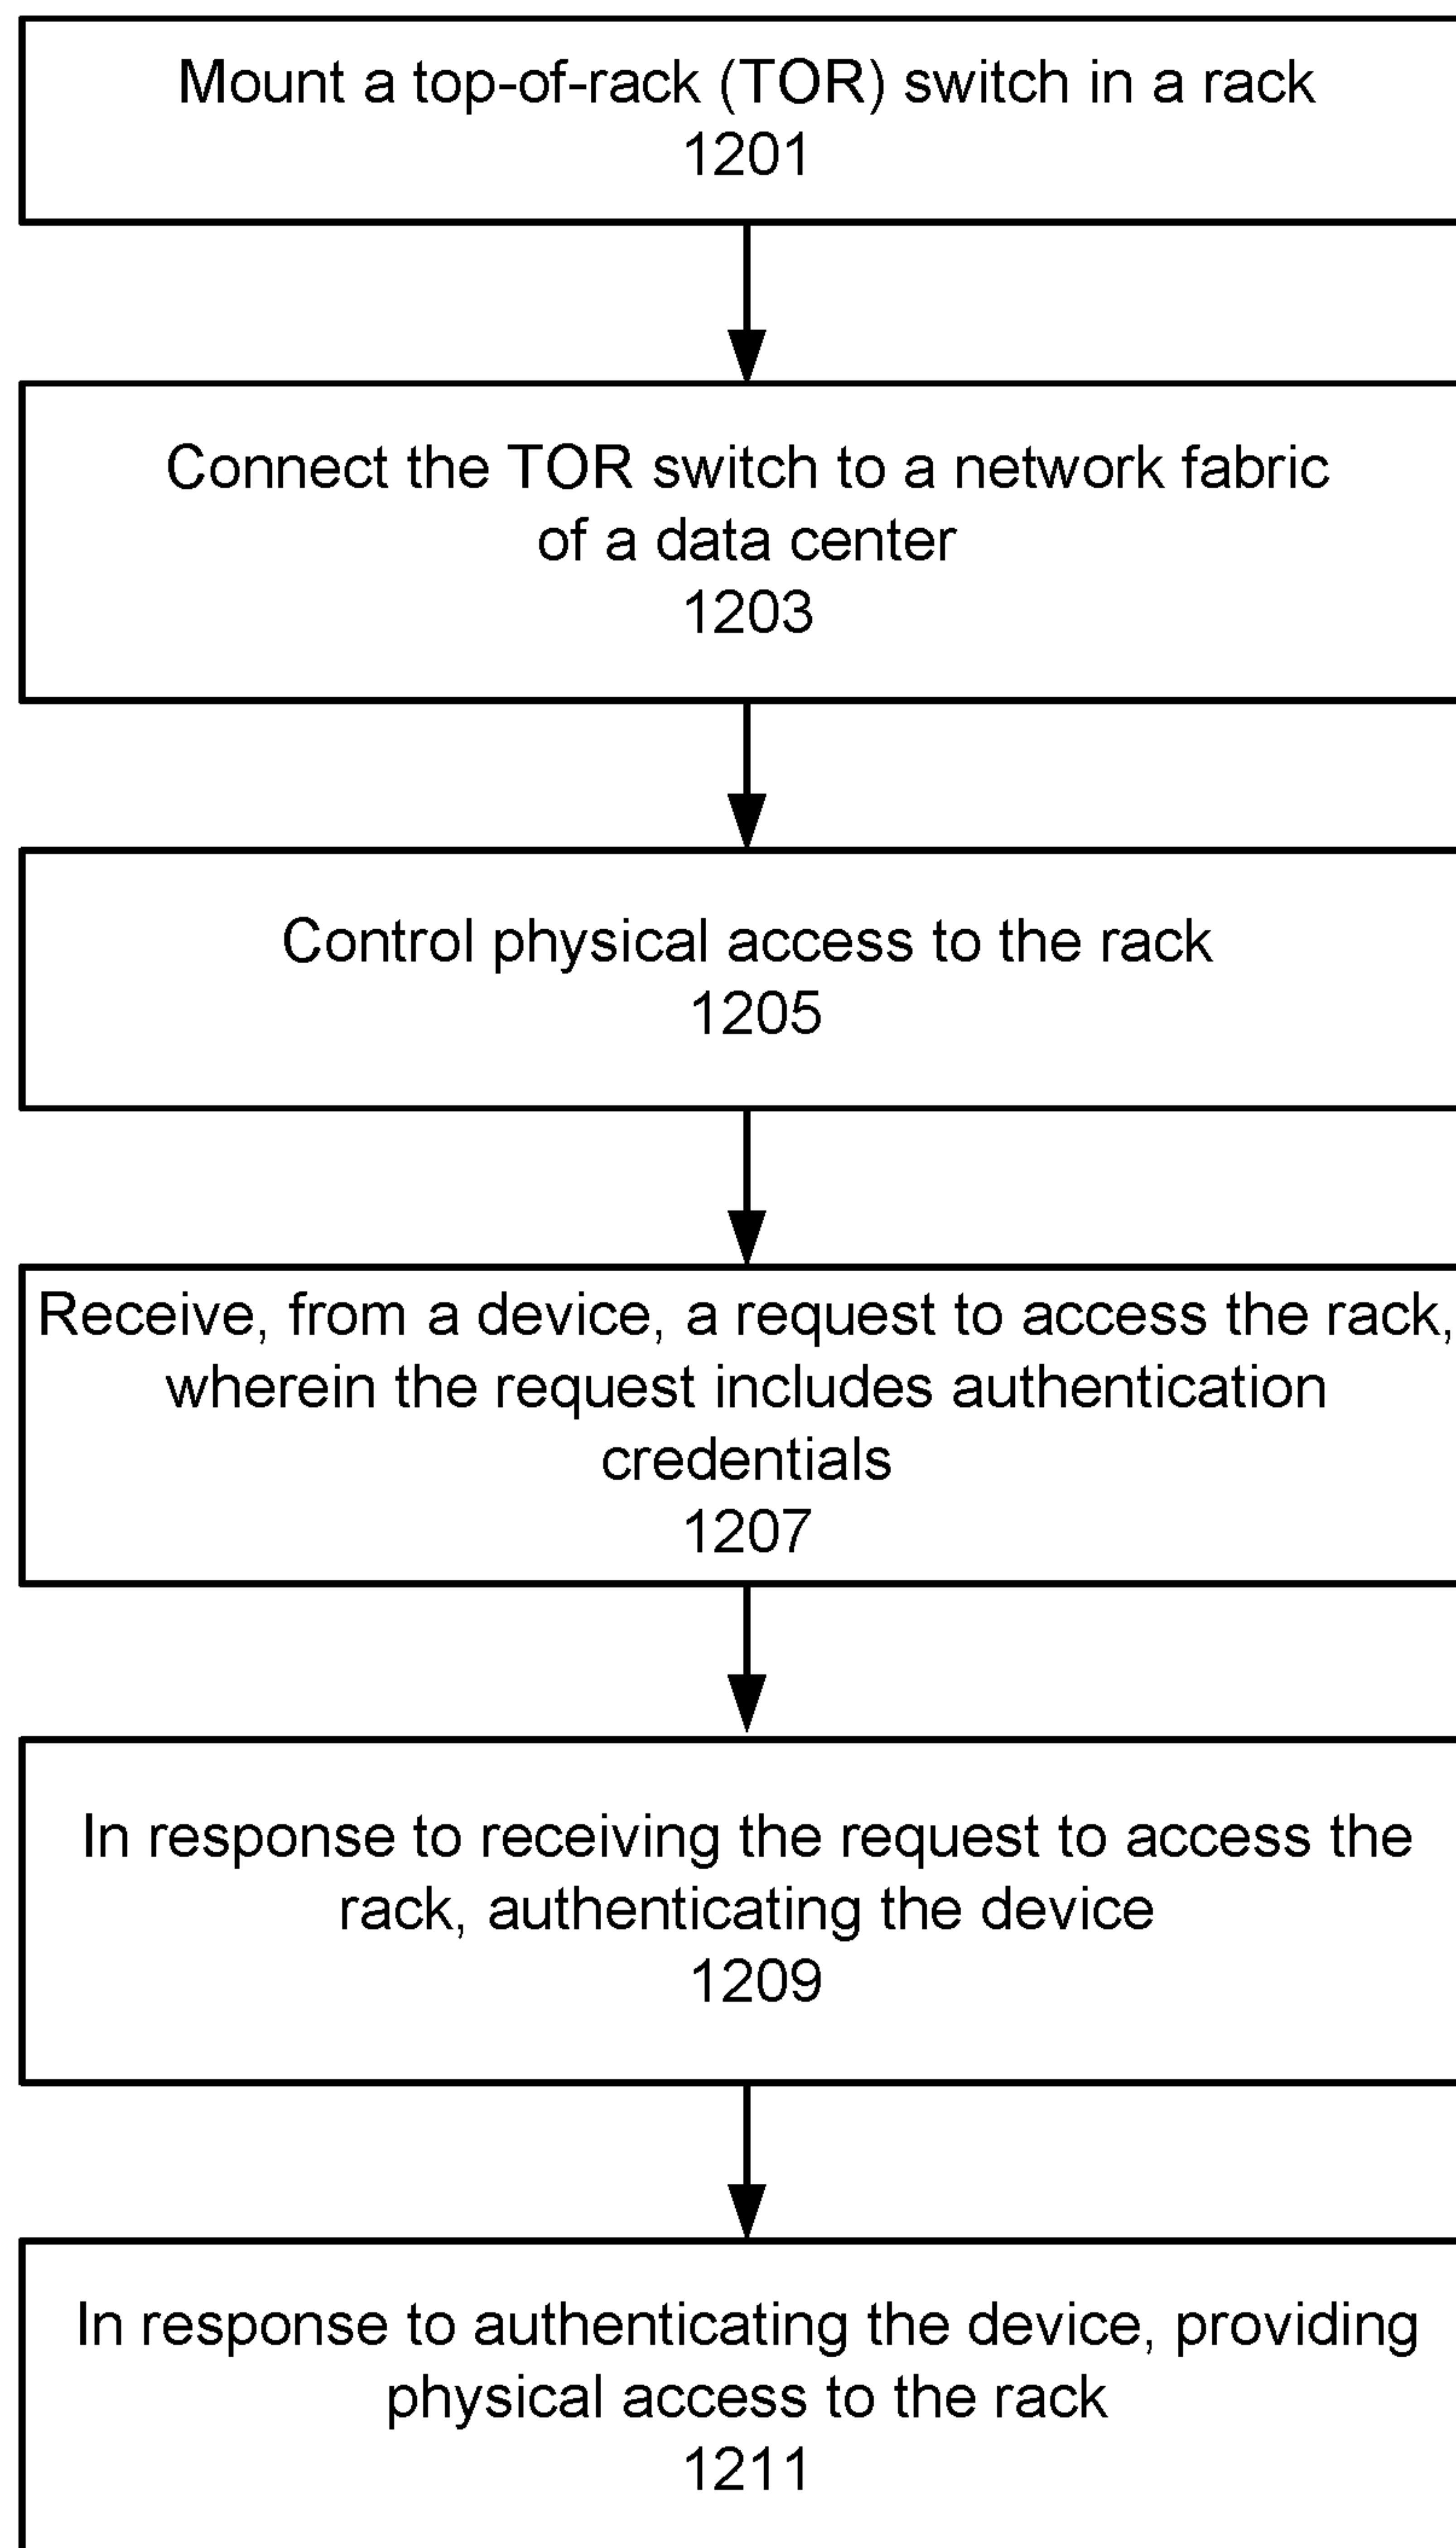 Mount a top-of-rack (TOR) switch in a rack
1201
Connect the TOR switch to a network fabric
of a data center
1203
Control physical access to the rack
1205
Receive, from a device, a request to access the rack,
wherein the request includes authentication
credentials
1207
In response to receiving the request to access the
rack, authenticating the device
1209
In response to authenticating the device, providing
physical access to the rack
1211